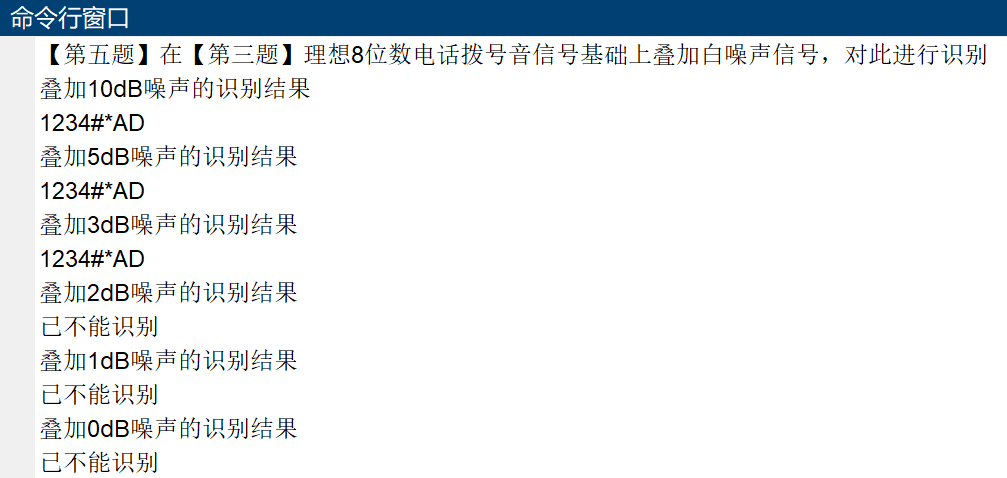 命令行窗口
【第五题】在【第三题】理想8位数电话拨号音信号基础上叠加白噪声信号，对此进行识别
叠加10dB噪声的识别结果
1234#*AD
叠加5dB噪声的识别结果
1234#*AD
叠加3dB噪声的识别结果
1234#*AD
叠加2dB噪声的识别结果
已不能识别
叠加1dB噪声的识别结果
已不能识别
叠加0dB噪声的识别结果
已不能识别